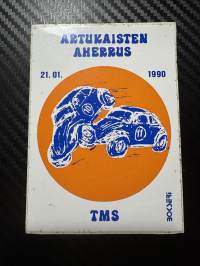 ARTUKAISTEN
AHERRUS
21.01. 1990
TMS